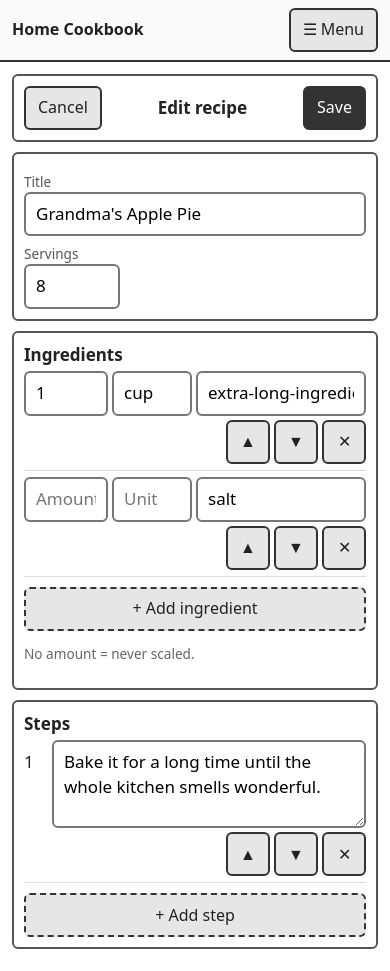 Home Cookbook
☰ Menu
Cancel
Edit recipe
Save
Title
Grandma's Apple Pie
Servings
8
Ingredients
1 cup extra-long-ingredi
▲ ▼ ✕
Amount Unit salt
▲ ▼ ✕
+ Add ingredient
No amount = never scaled.
Steps
1 Bake it for a long time until the
whole kitchen smells wonderful.
▲ ▼ ✕
+ Add step